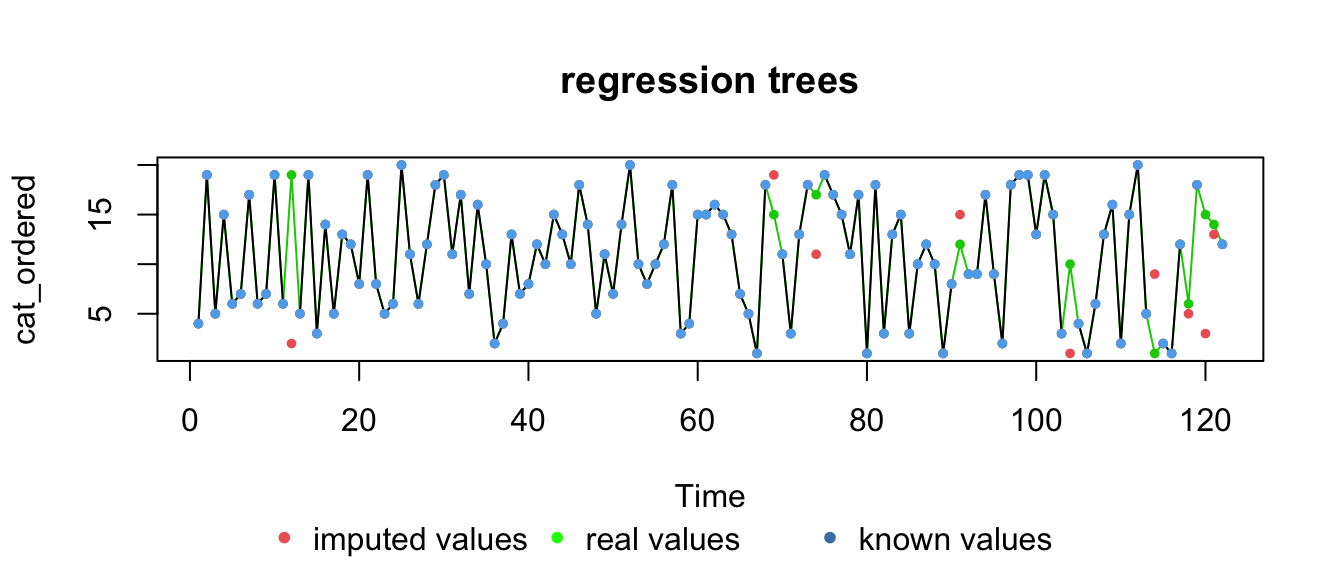 regression trees
cat_ordered
15
5
0 20 40 60 80 100 120
Time
imputed values real values known values